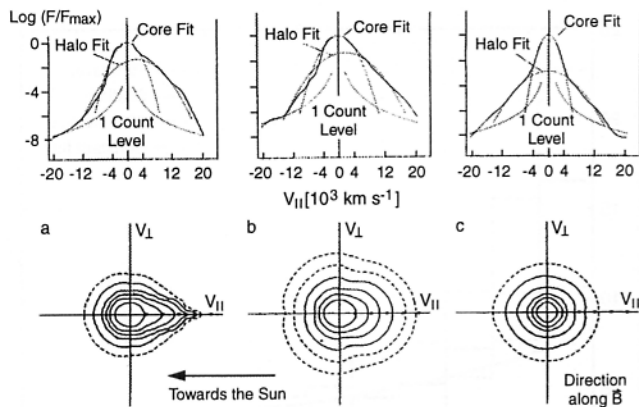 Log (F/Fmax)
Core Fit
Halo Fit
1 Count
Level
0
-4
-8
-20 -12 -4 0 4 12 20
Core Fit
Halo Fit
1 Count
Level
-20 -12 -4 0 4 12 20
Core Fit
Halo Fit
1 Count
Level
-20 -12 -4 0 4 12 20
V|| [10³ km s⁻¹]
a V⊥
V||
b V⊥
V||
c V⊥
V||
Towards the Sun
Direction
along B⃗